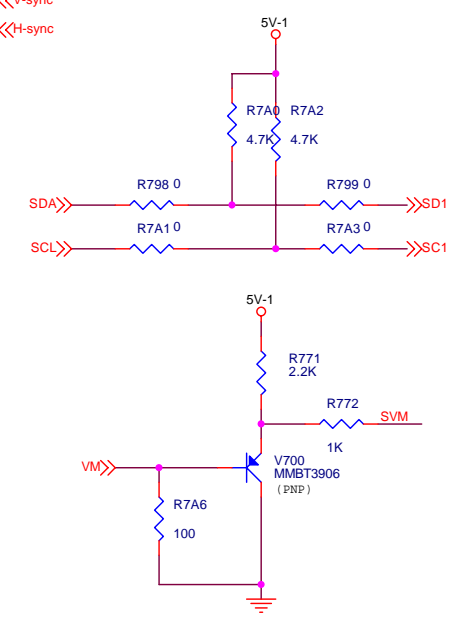 V-sync
H-sync
5V-1
R7A0 R7A2
4.7K 4.7K
R798 0 R799 0
SDA SD1
R7A1 0 R7A3 0
SCL SC1
5V-1
R771
2.2K
R772
SVM
1K
VM
V700
MMBT3906
(PNP)
R7A6
100